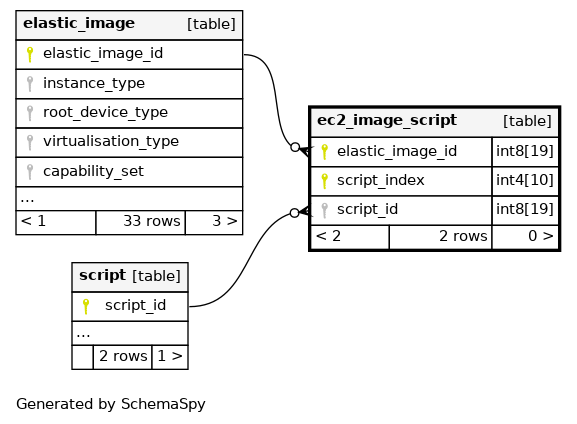 elastic_image [table]
elastic_image_id
instance_type
root_device_type
virtualisation_type
capability_set
...
< 1 33 rows 3 >
ec2_image_script [table]
elastic_image_id int8[19]
script_index int4[10]
script_id int8[19]
< 2 2 rows 0 >
script [table]
script_id
...
2 rows 1 >
Generated by SchemaSpy